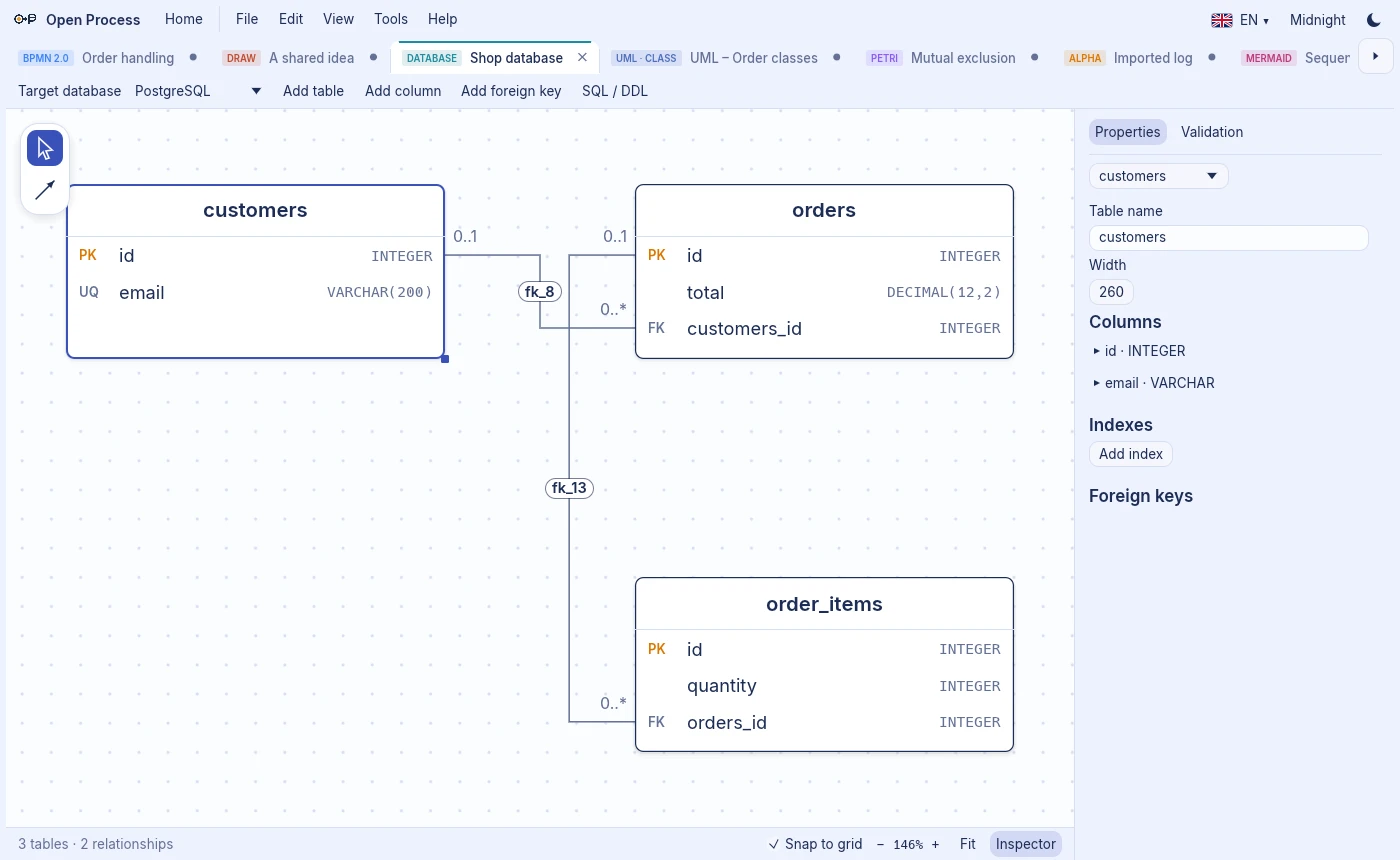 Open Process Home File Edit View Tools Help EN Midnight
BPMN 2.0 Order handling DRAW A shared idea DATABASE Shop database UML · CLASS UML – Order classes PETRI Mutual exclusion ALPHA Imported log MERMAID Sequer
Target database PostgreSQL Add table Add column Add foreign key SQL / DDL
customers
PK id INTEGER
UQ email VARCHAR(200)
0..1
fk_8
0..1
0..*
orders
PK id INTEGER
total DECIMAL(12,2)
FK customers_id INTEGER
fk_13
0..*
order_items
PK id INTEGER
quantity INTEGER
FK orders_id INTEGER
Properties Validation
customers
Table name
customers
Width
260
Columns
id · INTEGER
email · VARCHAR
Indexes
Add index
Foreign keys
3 tables · 2 relationships Snap to grid − 146% + Fit Inspector